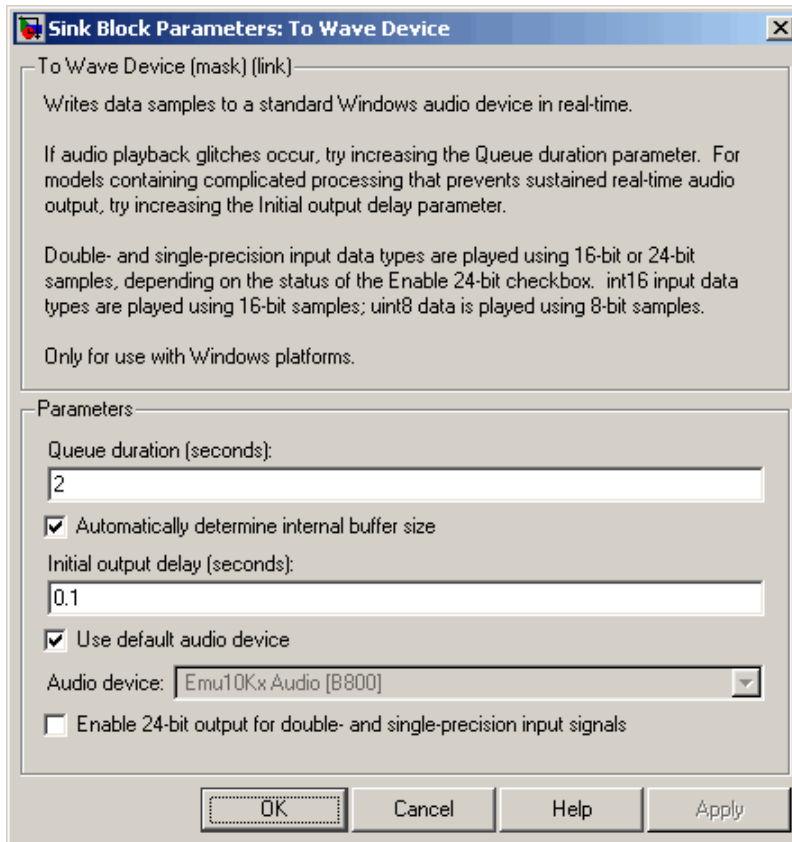 Sink Block Parameters: To Wave Device
To Wave Device (mask) (link)
Writes data samples to a standard Windows audio device in real-time.
If audio playback glitches occur, try increasing the Queue duration parameter. For
models containing complicated processing that prevents sustained real-time audio
output, try increasing the Initial output delay parameter.
Double- and single-precision input data types are played using 16-bit or 24-bit
samples, depending on the status of the Enable 24-bit checkbox. int16 input data
types are played using 16-bit samples; uint8 data is played using 8-bit samples.
Only for use with Windows platforms.
Parameters
Queue duration (seconds):
2
Automatically determine internal buffer size
Initial output delay (seconds):
0.1
Use default audio device
Audio device: Emu10Kx Audio [B800]
Enable 24-bit output for double- and single-precision input signals
OK Cancel Help Apply